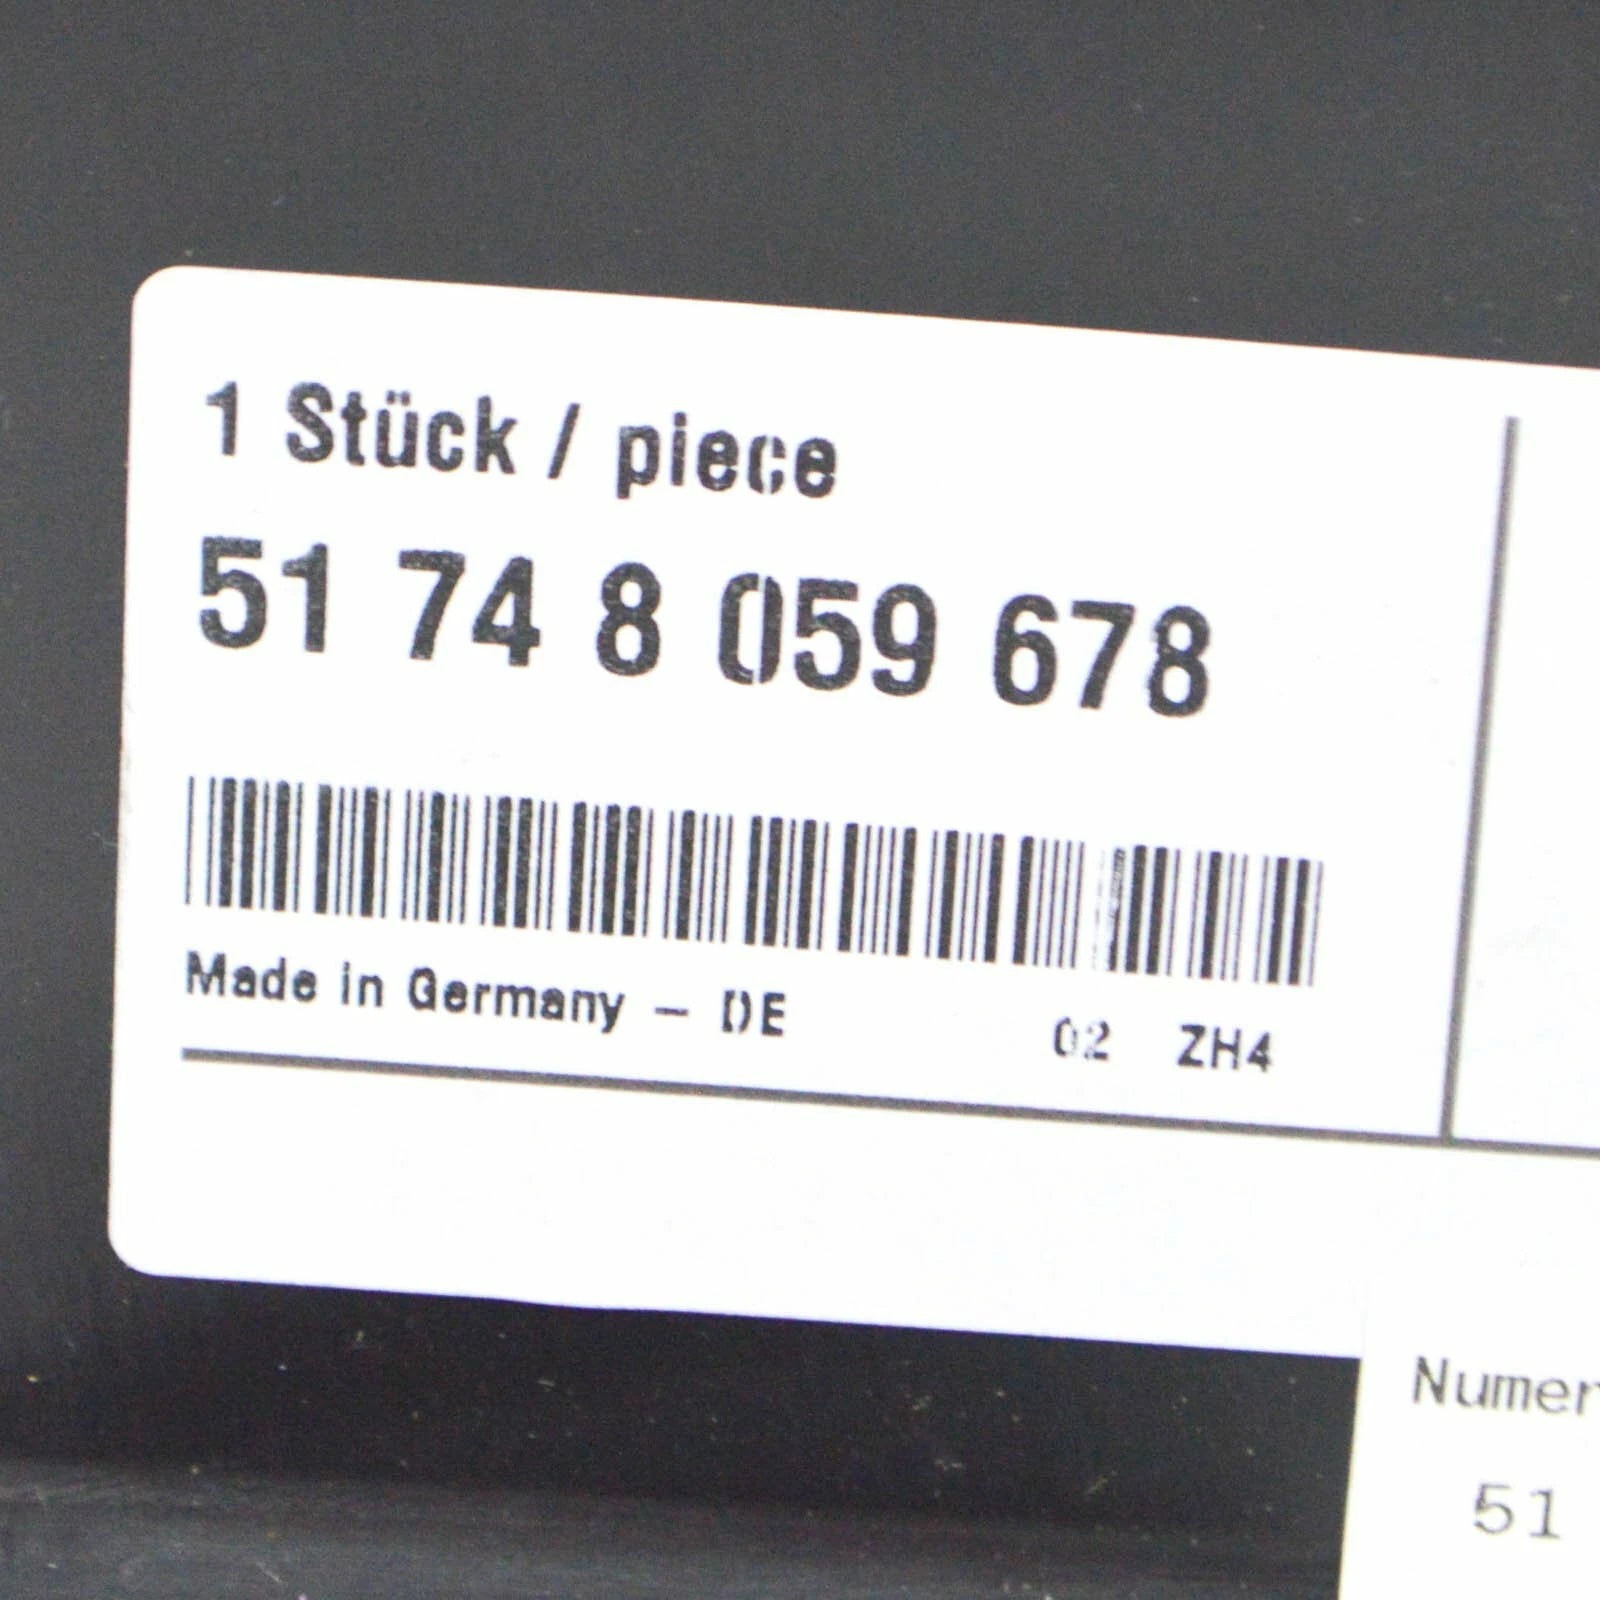 1 Stück / piece
51 74 8 059 678
Made in Germany – DE 02 ZH4
51